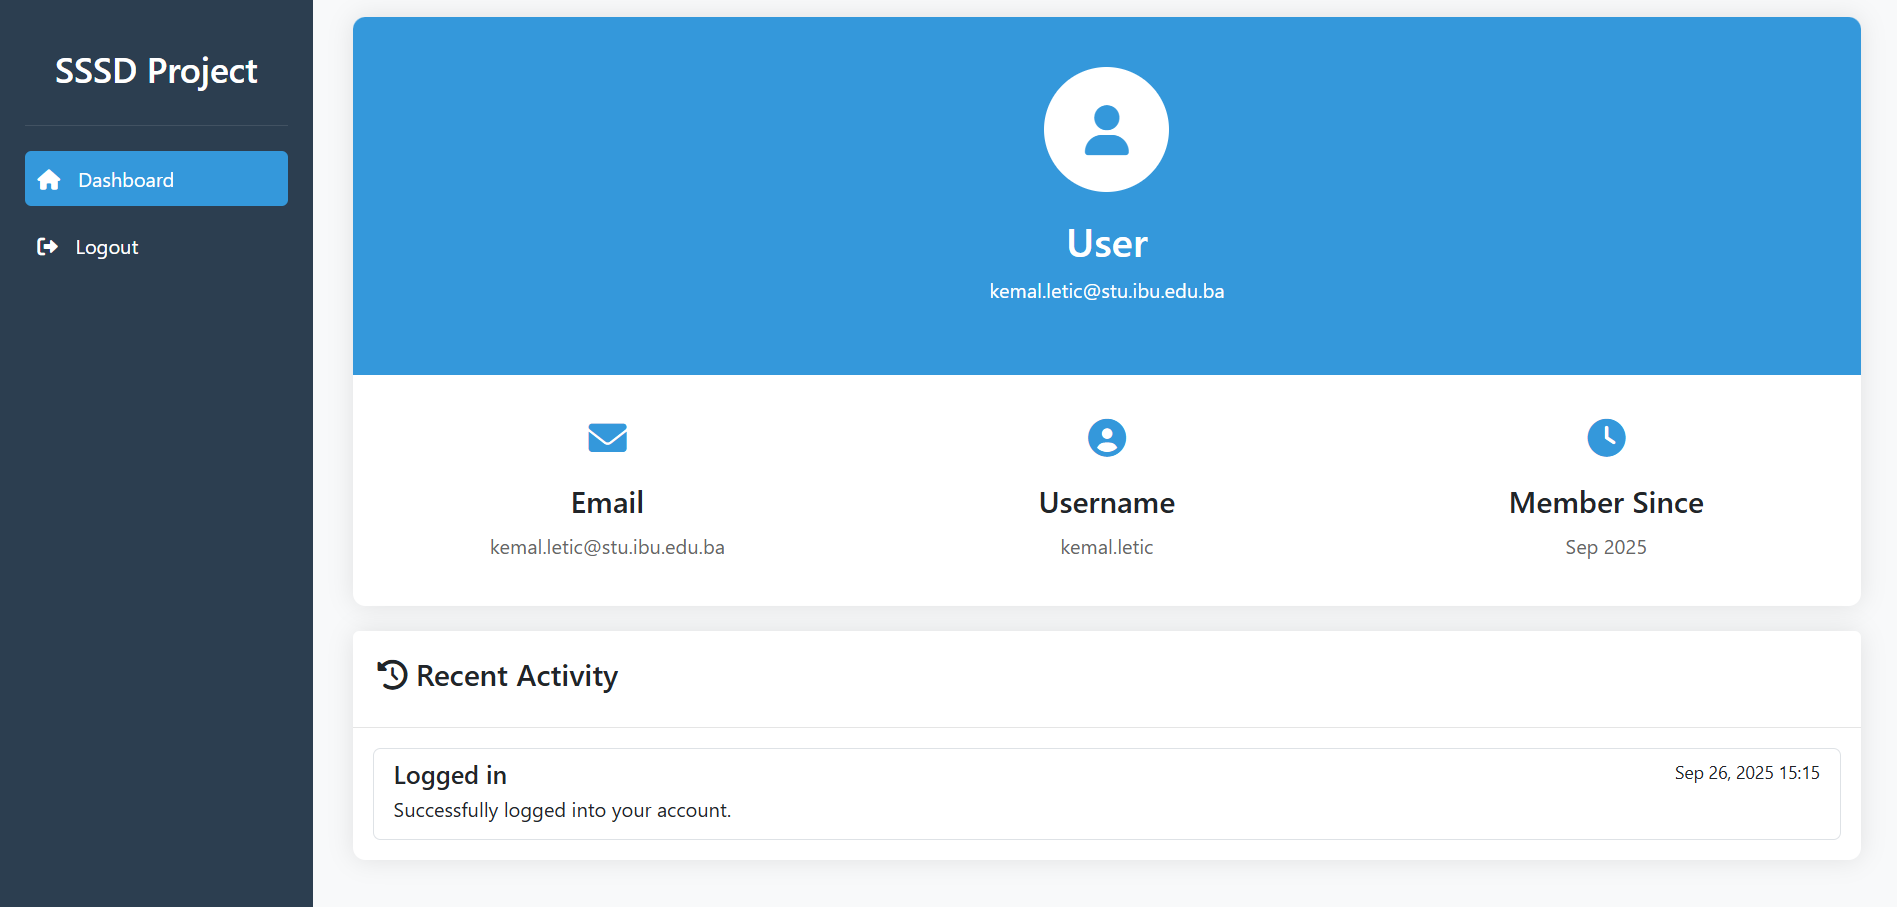 SSSD Project
Dashboard
Logout
User
kemal.letic@stu.ibu.edu.ba
Email
kemal.letic@stu.ibu.edu.ba
Username
kemal.letic
Member Since
Sep 2025
Recent Activity
Logged in
Sep 26, 2025 15:15
Successfully logged into your account.